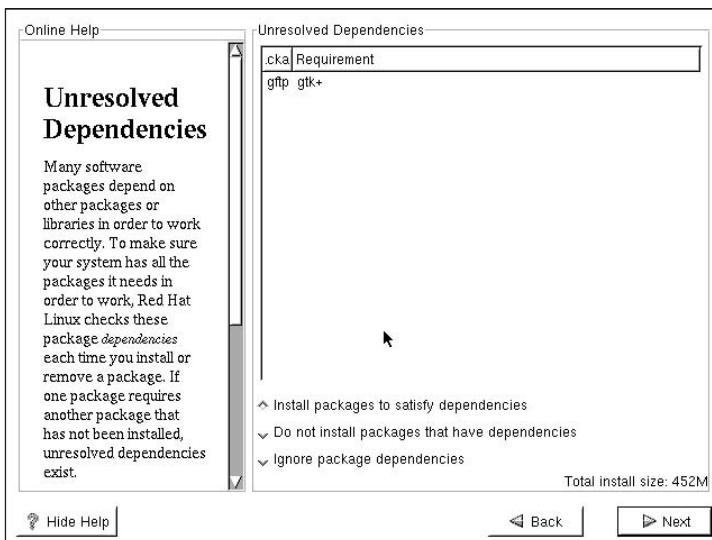 Online Help
Unresolved
Dependencies
Many software
packages depend on
other packages or
libraries in order to work
correctly. To make sure
your system has all the
packages it needs in
order to work, Red Hat
Linux checks these
package dependencies
each time you install or
remove a package. If
one package requires
another package that
has not been installed,
unresolved dependencies
exist.
Unresolved Dependencies
.cka Requirement
gftp gtk+
Install packages to satisfy dependencies
Do not install packages that have dependencies
Ignore package dependencies
Total install size: 452M
Hide Help
Back
Next